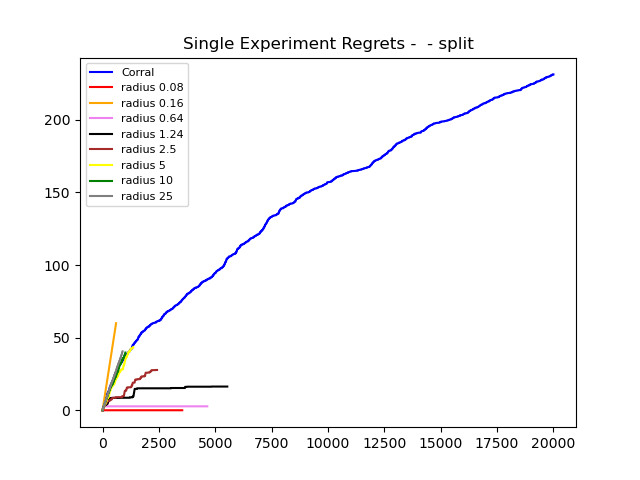 Single Experiment Regrets -  - split
Corral
radius 0.08
radius 0.16
radius 0.64
radius 1.24
radius 2.5
radius 5
radius 10
radius 25
200
150
100
50
0
0 2500 5000 7500 10000 12500 15000 17500 20000